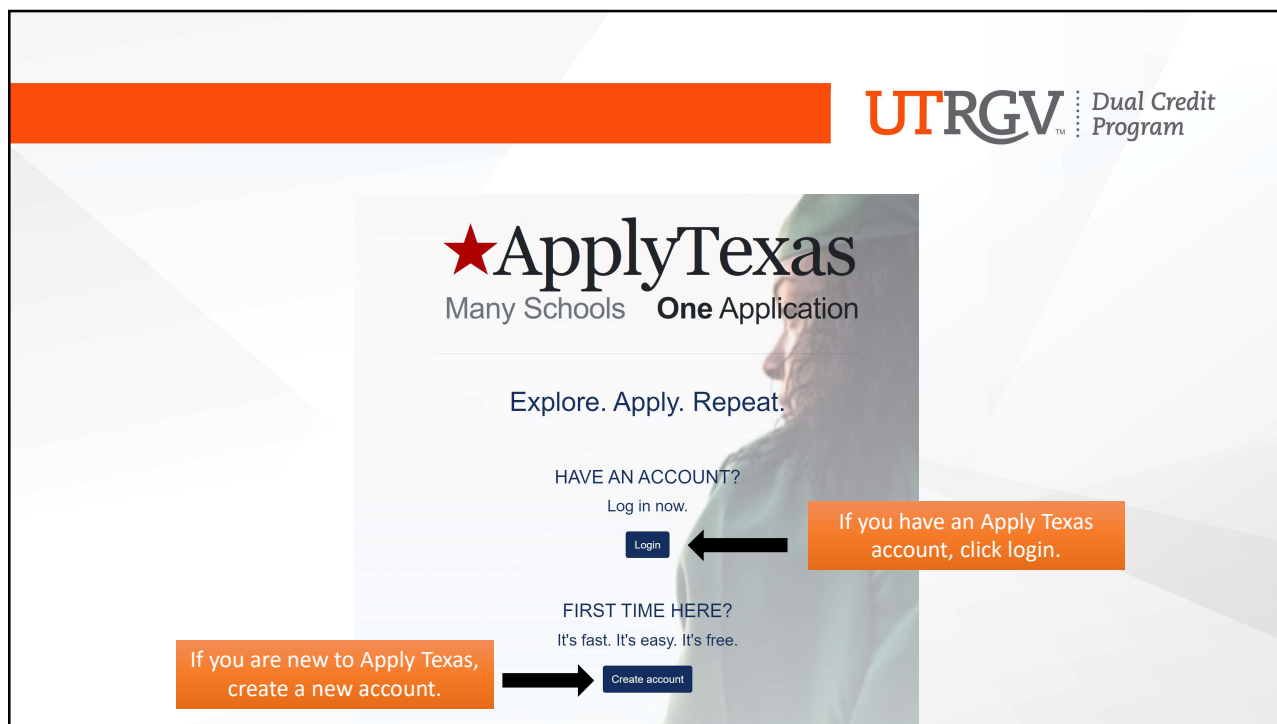 UTRGV™ Dual Credit
Program
★ApplyTexas
Many Schools One Application
Explore. Apply. Repeat.
HAVE AN ACCOUNT?
Log in now.
Login
If you have an Apply Texas
account, click login.
FIRST TIME HERE?
It's fast. It's easy. It's free.
If you are new to Apply Texas,
create a new account.
Create account